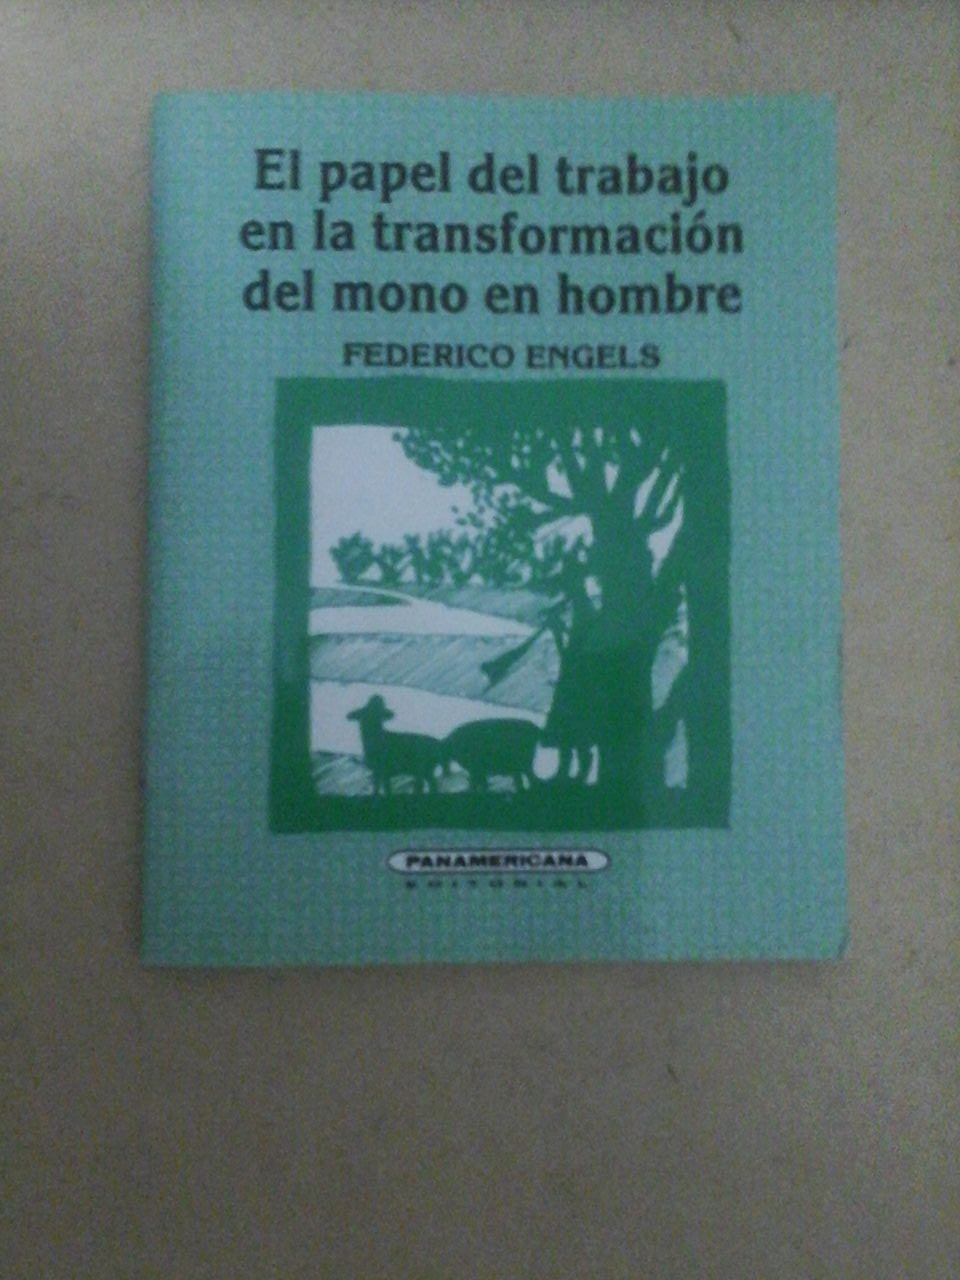 El papel del trabajo
en la transformación
del mono en hombre
FEDERICO ENGELS
PANAMERICANA
EDITORIAL